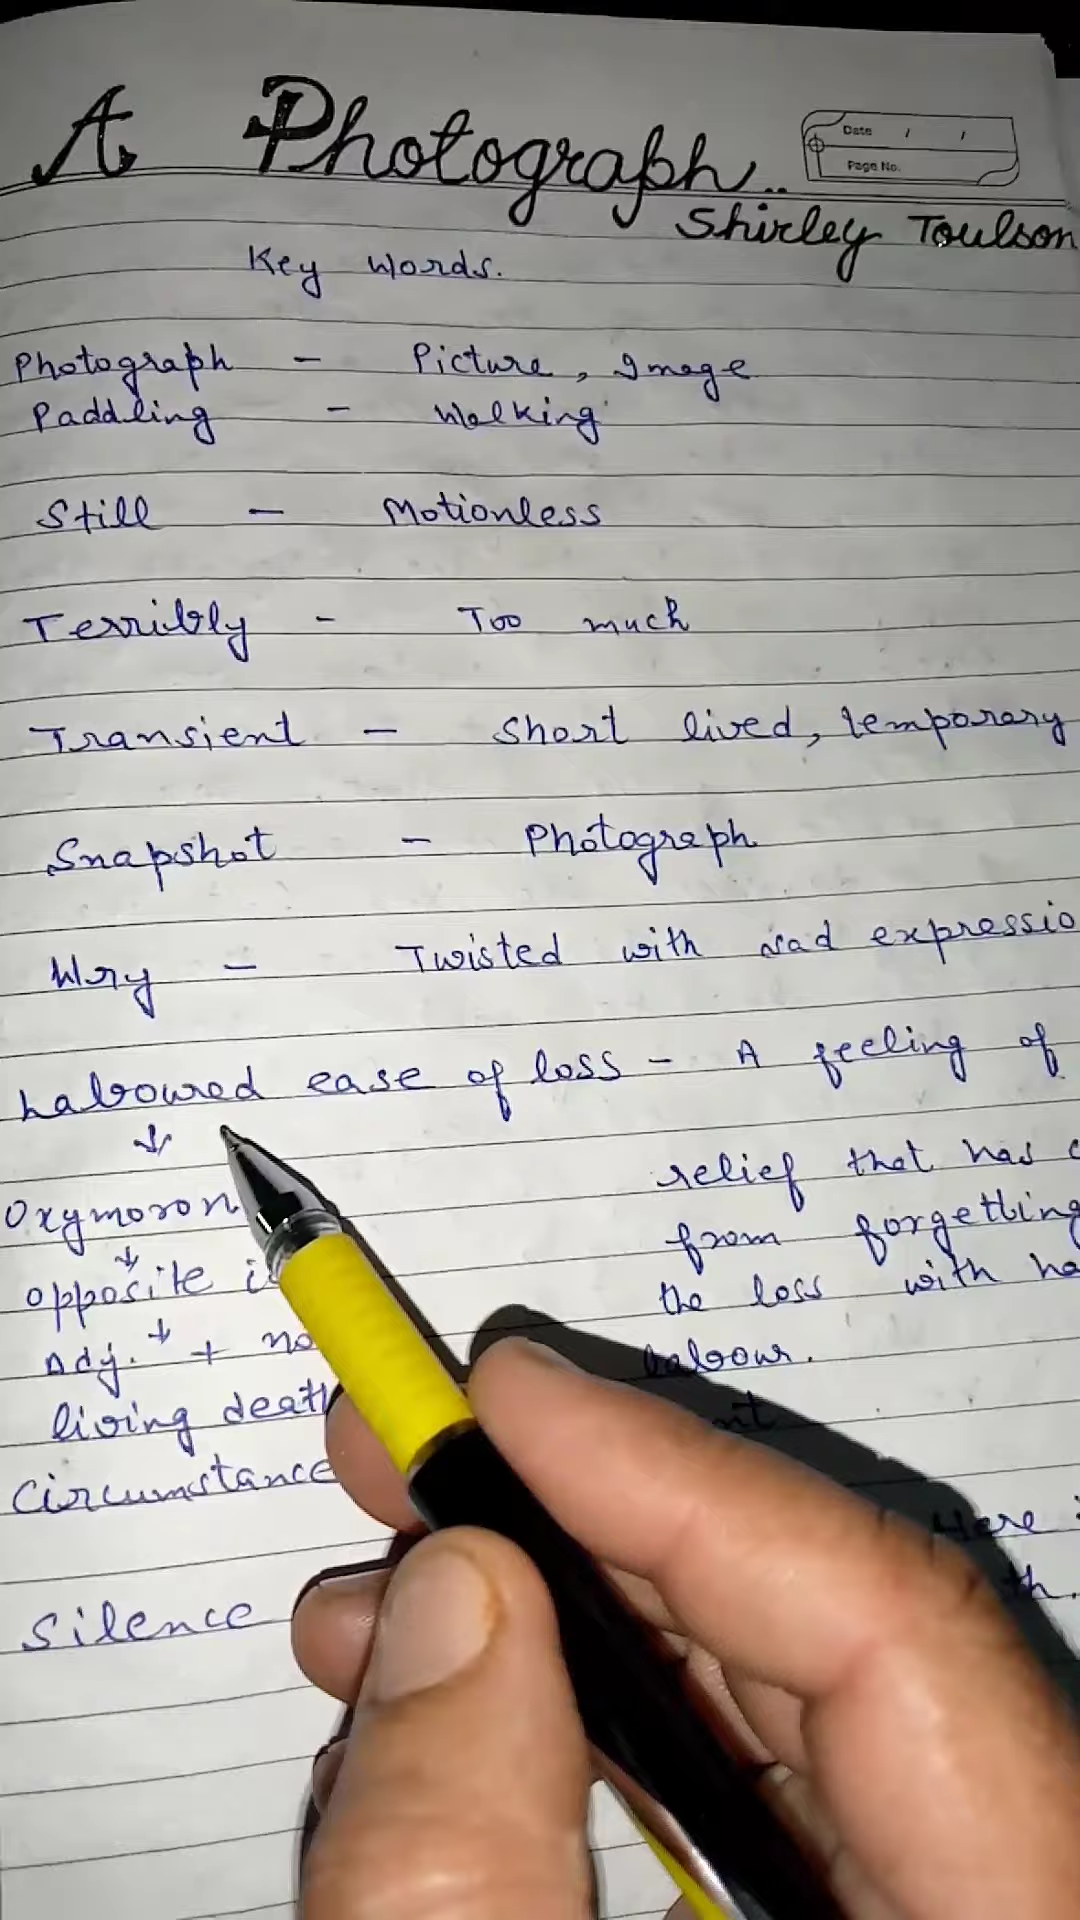 A Photograph..
Date / /
Page No.
Shirley Toulson
Key words.
Photograph - Picture, Image
Paddling - Walking
Still - Motionless
Terribly - Too much
Transient - Short lived, temporary
Snapshot - Photograph
Wry - Twisted with sad
Laboured ease of loss - A feeling of
relief that has
Oxymoron
from forgetting
opposite
the loss with
Adj. +
labour.
living death
Circumstance
Here
Silence